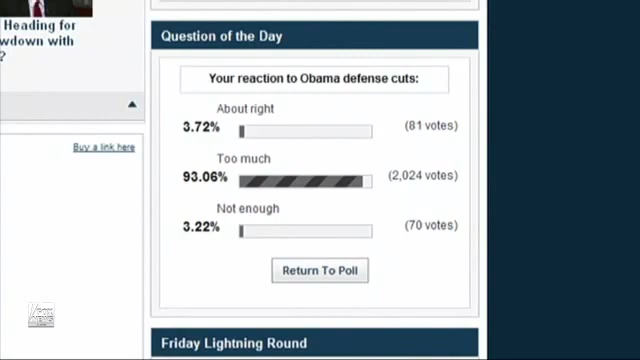 Heading for
wdown with
?
Buy a link here
Question of the Day
Your reaction to Obama defense cuts:
About right
3.72%
(81 votes)
Too much
93.06%
(2,024 votes)
Not enough
3.22%
(70 votes)
Return To Poll
FOX
NEWS
Friday Lightning Round